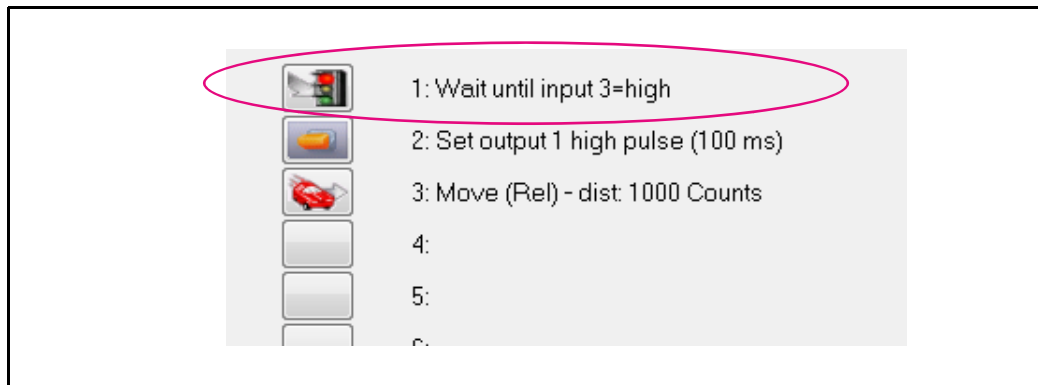 1: Wait until input 3=high
2: Set output 1 high pulse (100 ms)
3: Move (Rel) - dist: 1000 Counts
4:
5: